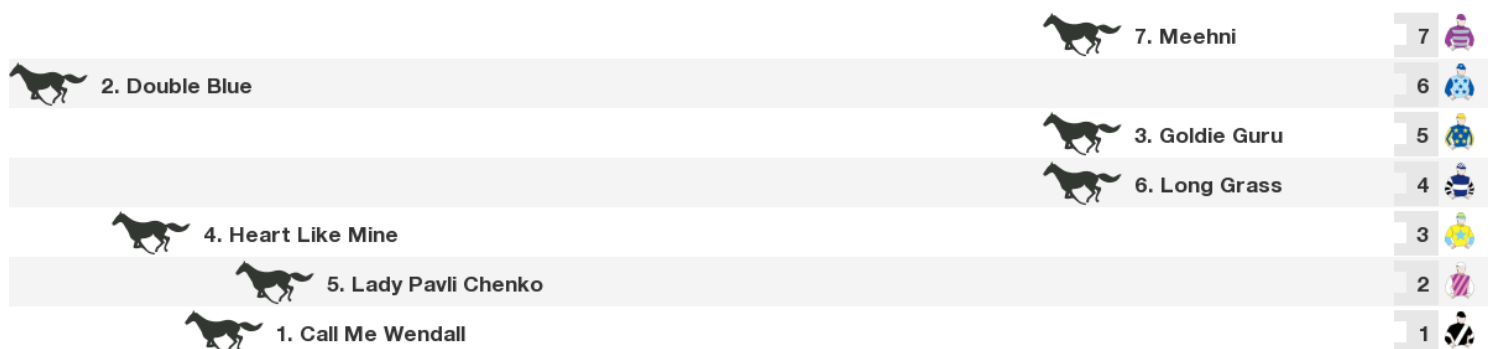 7. Meehni 7
2. Double Blue 6
3. Goldie Guru 5
6. Long Grass 4
4. Heart Like Mine 3
5. Lady Pavli Chenko 2
1. Call Me Wendall 1